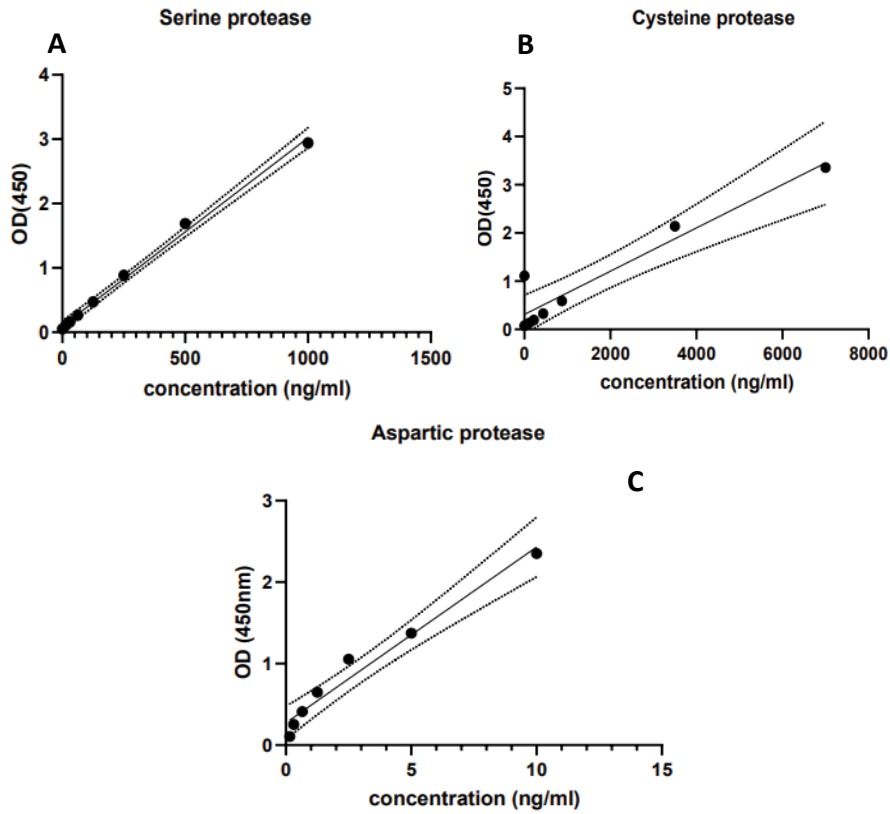 Serine protease
A
4
3
2
1
0
OD(450)
0 500 1000 1500
concentration (ng/ml)
Cysteine protease
B
5
4
3
2
1
0
OD(450)
0 2000 4000 6000 8000
concentration (ng/ml)
Aspartic protease
C
3
2
1
0
OD (450nm)
0 5 10 15
concentration (ng/ml)